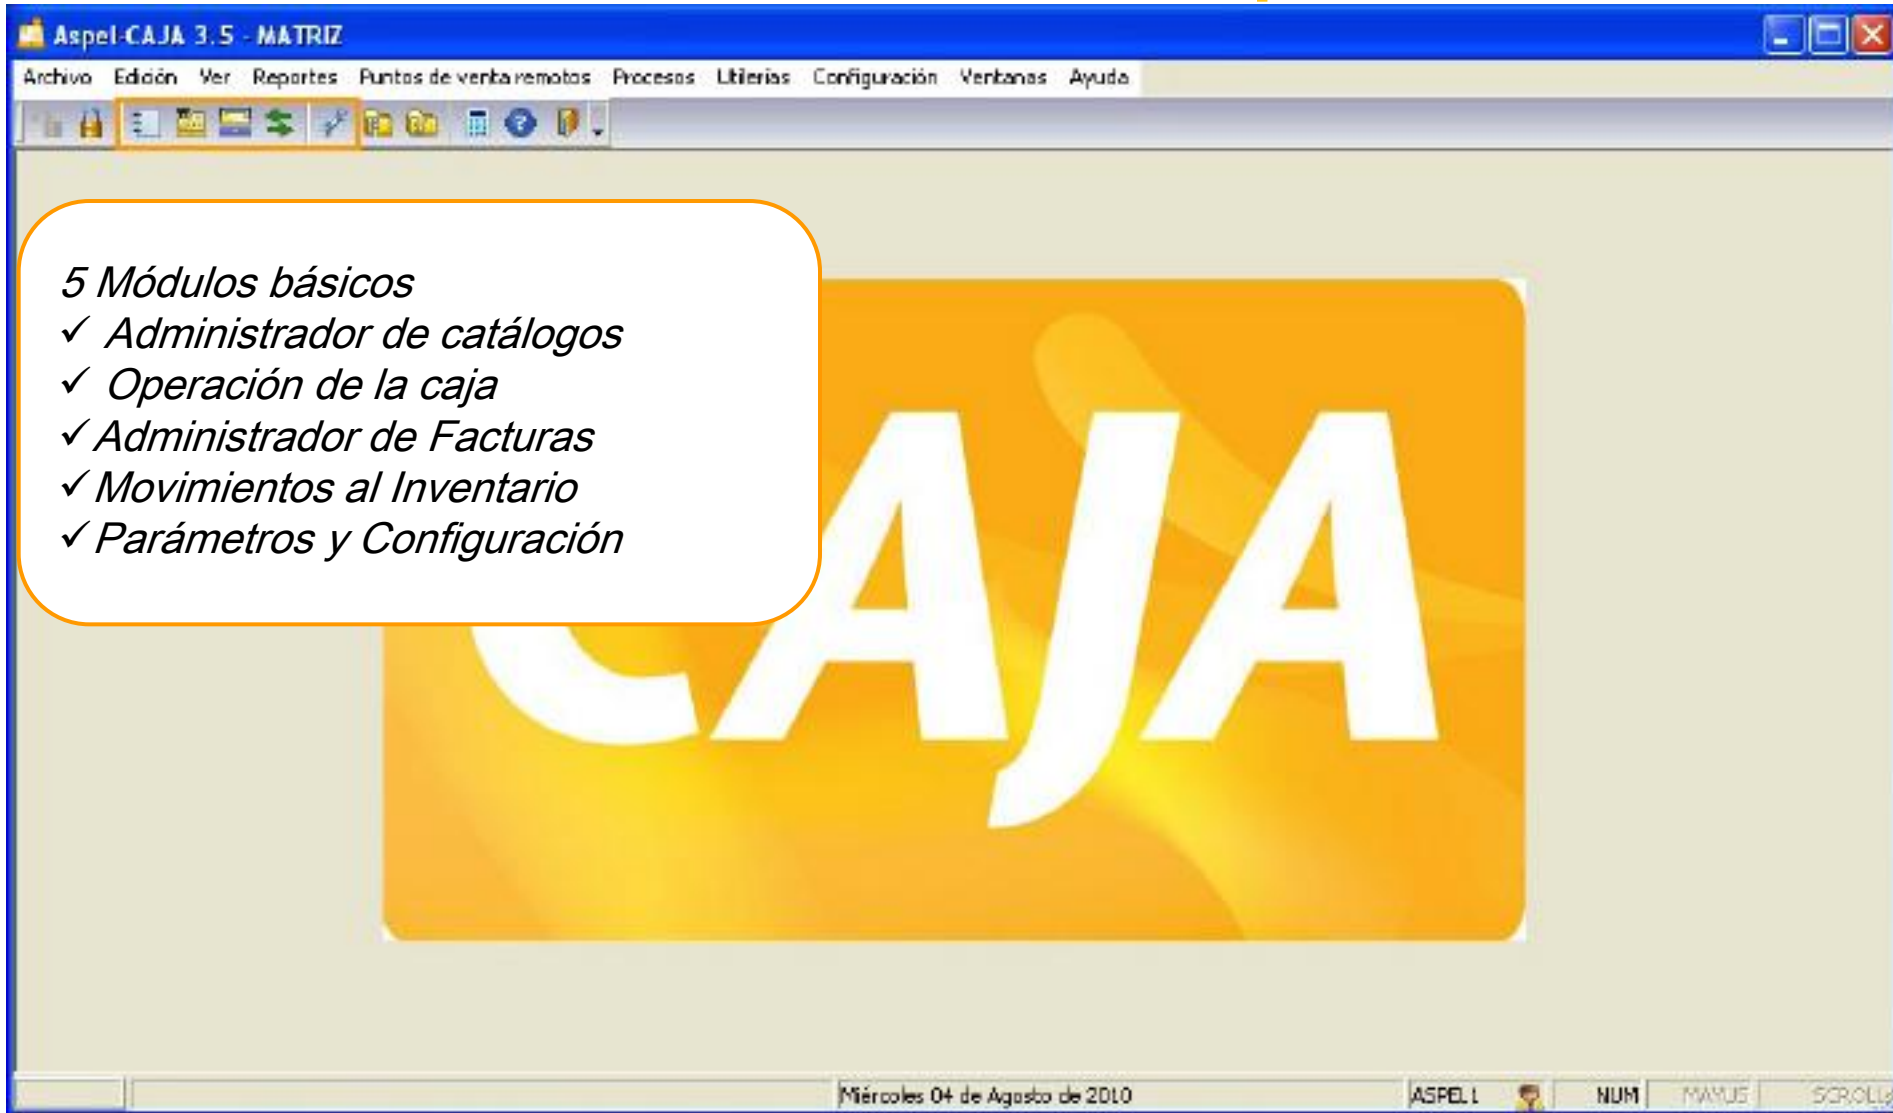 Aspel-CAJA 3.5 - MATRIZ
Archivo Edición Ver Reportes Puntos de venta remotos Procesos Utilerías Configuración Ventanas Ayuda
5 Módulos básicos
✓ Administrador de catálogos
✓ Operación de la caja
✓ Administrador de Facturas
✓ Movimientos al Inventario
✓ Parámetros y Configuración
CAJA
Miércoles 04 de Agosto de 2010 ASPEL1 NUM MAYUS SCROLL